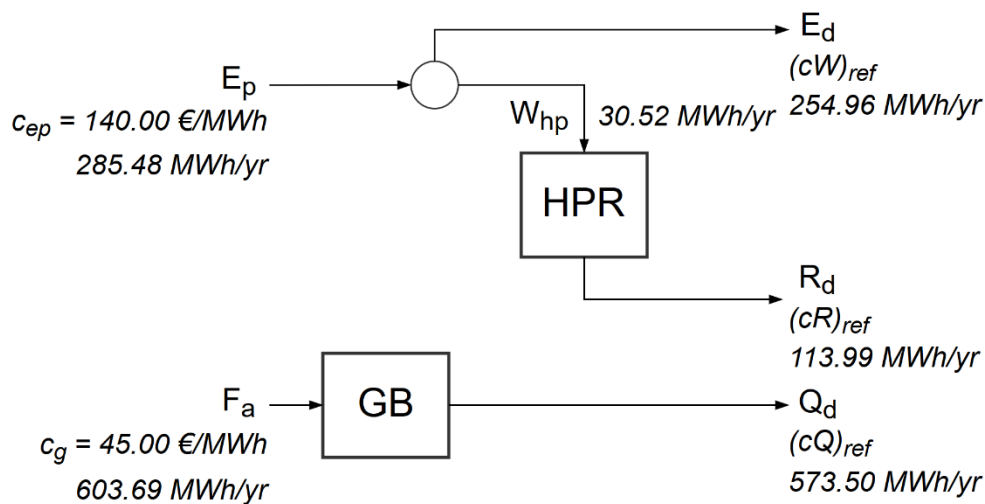 E_d
(cW)_ref
254.96 MWh/yr
E_p
c_ep = 140.00 €/MWh
285.48 MWh/yr
W_hp
30.52 MWh/yr
HPR
R_d
(cR)_ref
113.99 MWh/yr
F_a
c_g = 45.00 €/MWh
603.69 MWh/yr
GB
Q_d
(cQ)_ref
573.50 MWh/yr